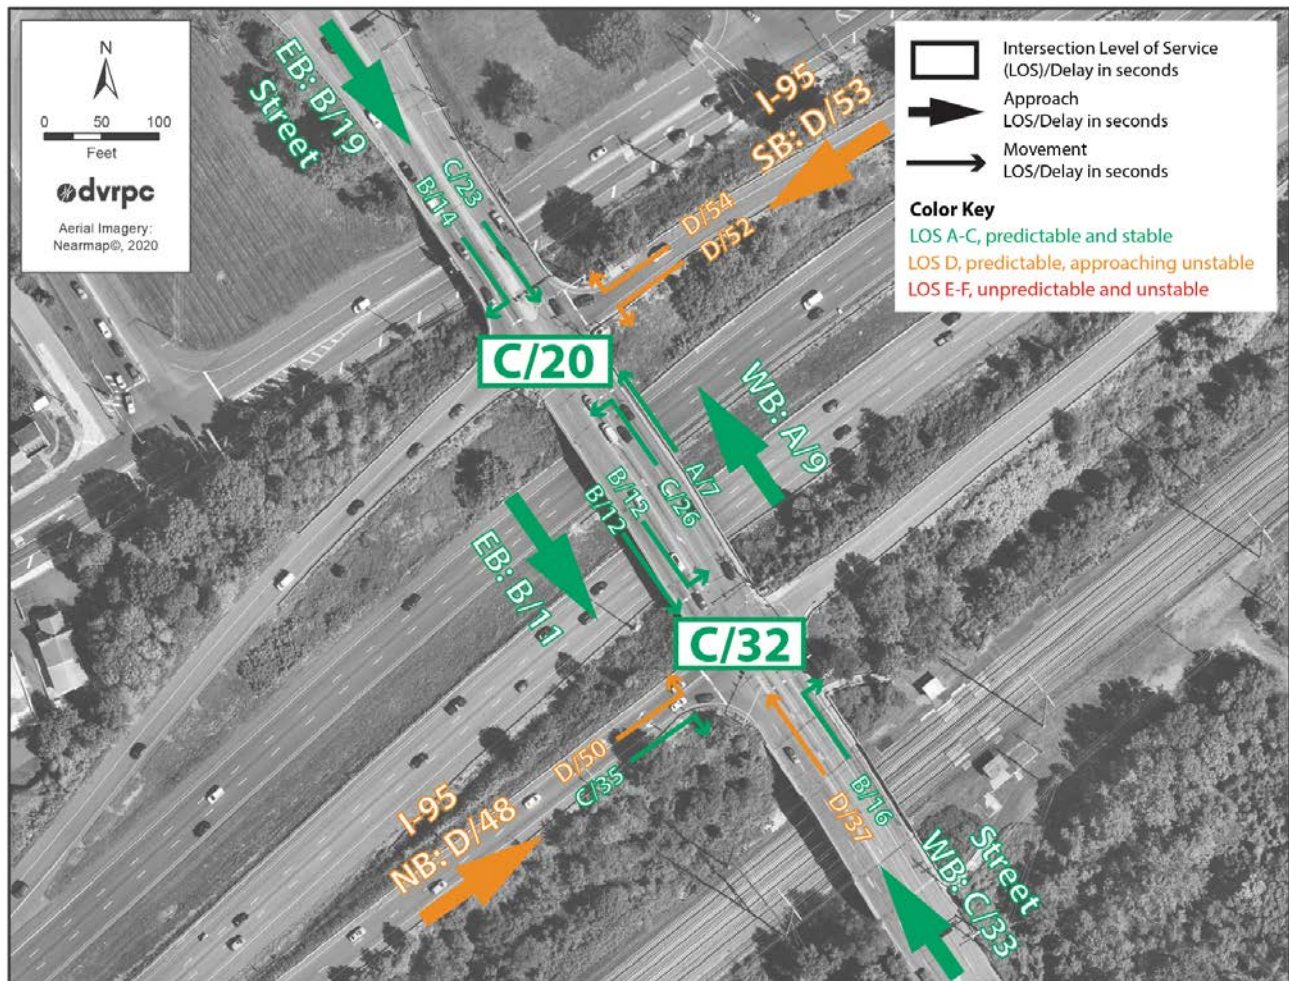 N
0 50 100
Feet
dvrpc
Aerial Imagery:
Nearmap©, 2020
EB: B/19
Street
C/23
B/14
I-95
SB: D/53
D/54
D/52
Intersection Level of Service
(LOS)/Delay in seconds
Approach
LOS/Delay in seconds
Movement
LOS/Delay in seconds
Color Key
LOS A-C, predictable and stable
LOS D, predictable, approaching unstable
LOS E-F, unpredictable and unstable
C/20
WB: A/9
A/7
C/26
B/12
B/12
EB: B/11
C/32
D/50
C/35
I-95
NB: D/48
B/16
D/37
Street
WB: C/33